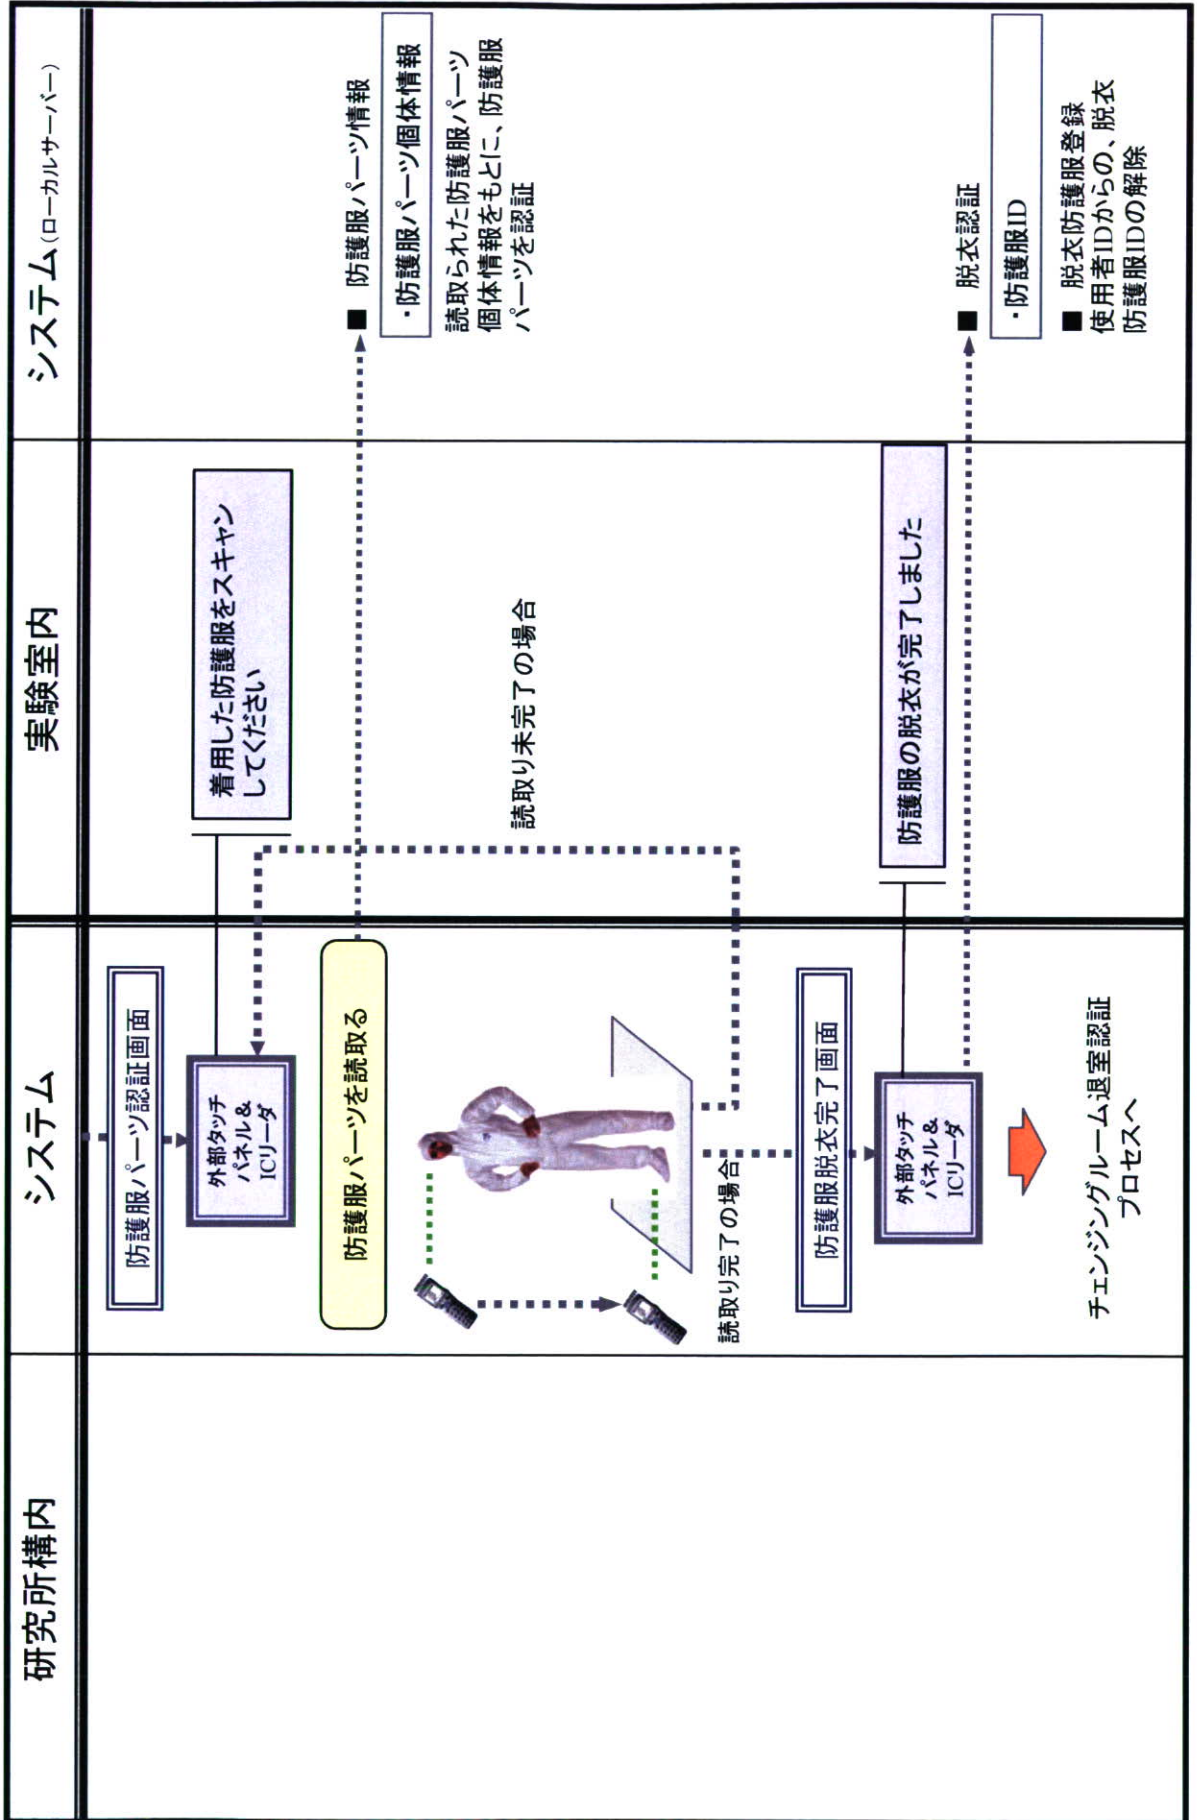 研究所構内
システム
実験室内
システム(ローカルサーバー)
防護服パーツ認証画面
外部タッチ
パネル&
ICリーダ
着用した防護服をスキャン
してください
防護服パーツを読取る
■ 防護服パーツ情報
・防護服パーツ個体情報
読取られた防護服パーツ
個体情報をもとに、防護服
パーツを認証
読取り未完了の場合
読取り完了の場合
防護服脱衣完了画面
外部タッチ
パネル&
ICリーダ
防護服の脱衣が完了しました
■ 脱衣認証
・防護服ID
■ 脱衣防護服登録
使用者IDからの、脱衣
防護服IDの解除
チェンジングルーム退室認証
プロセスへ